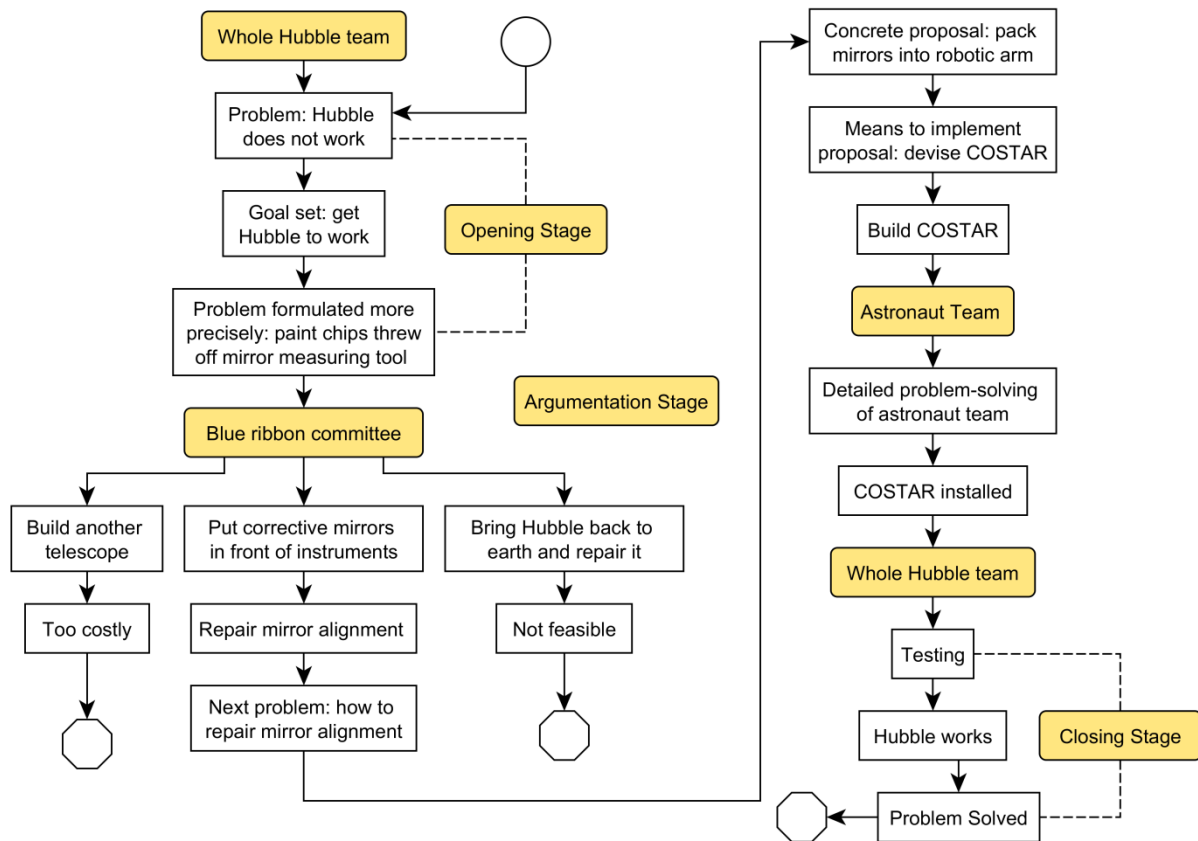 Whole Hubble team
Problem: Hubble
does not work
Goal set: get
Hubble to work
Opening Stage
Problem formulated more
precisely: paint chips threw
off mirror measuring tool
Argumentation Stage
Blue ribbon committee
Build another
telescope
Put corrective mirrors
in front of instruments
Bring Hubble back to
earth and repair it
Too costly
Repair mirror alignment
Not feasible
Next problem: how to
repair mirror alignment
Concrete proposal: pack
mirrors into robotic arm
Means to implement
proposal: devise COSTAR
Build COSTAR
Astronaut Team
Detailed problem-solving
of astronaut team
COSTAR installed
Whole Hubble team
Testing
Hubble works
Closing Stage
Problem Solved